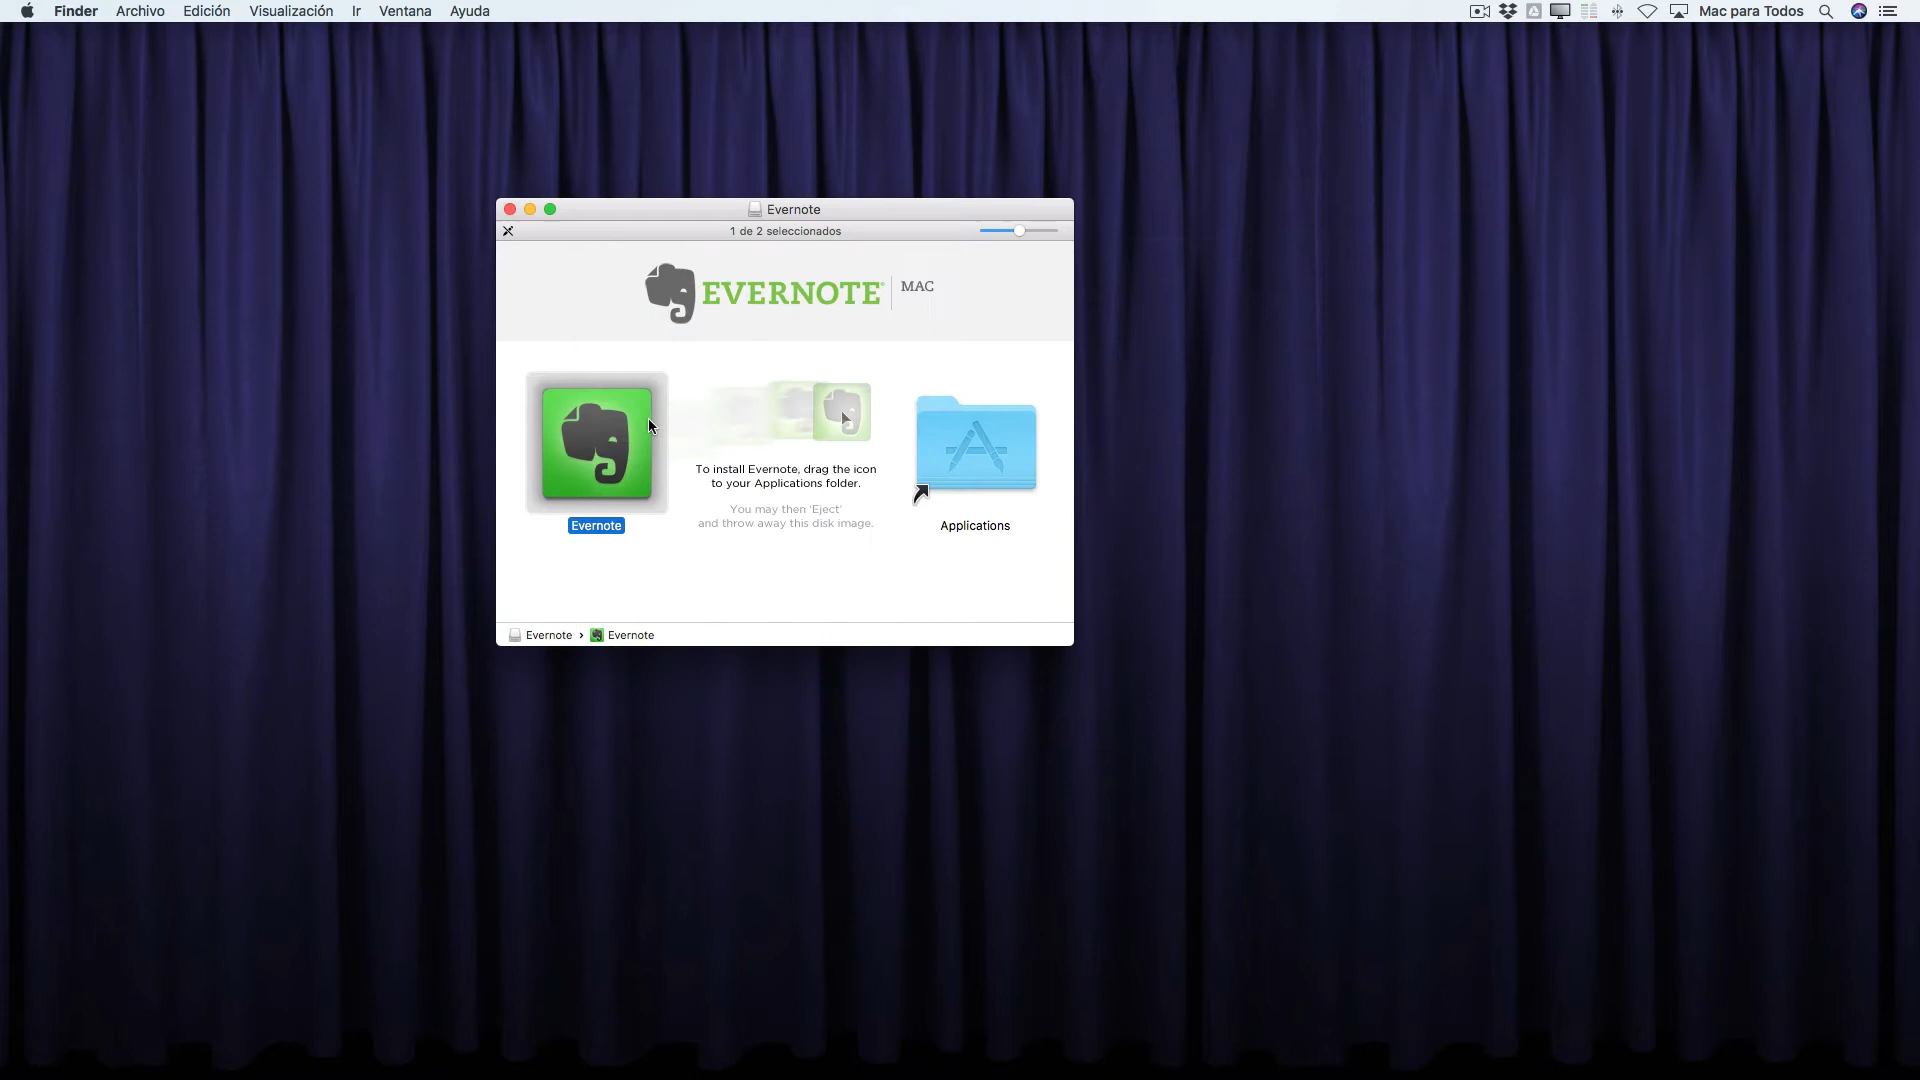 Finder Archivo Edición Visualización Ir Ventana Ayuda Mac para Todos
Evernote
1 de 2 seleccionados
EVERNOTE® MAC
To install Evernote, drag the icon
to your Applications folder.
You may then 'Eject'
and throw away this disk image.
Evernote
Applications
Evernote › Evernote